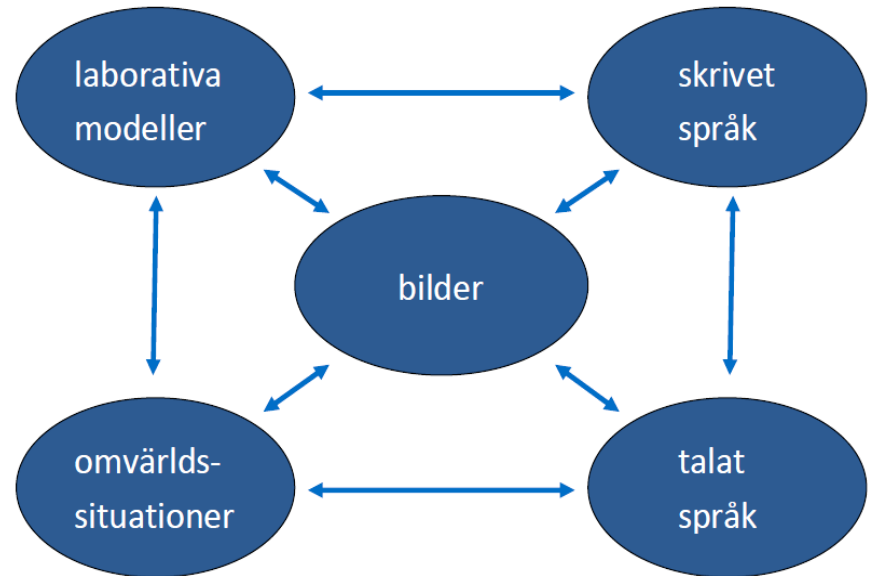 laborativa
modeller
skrivet
språk
bilder
omvärlds-
situationer
talat
språk